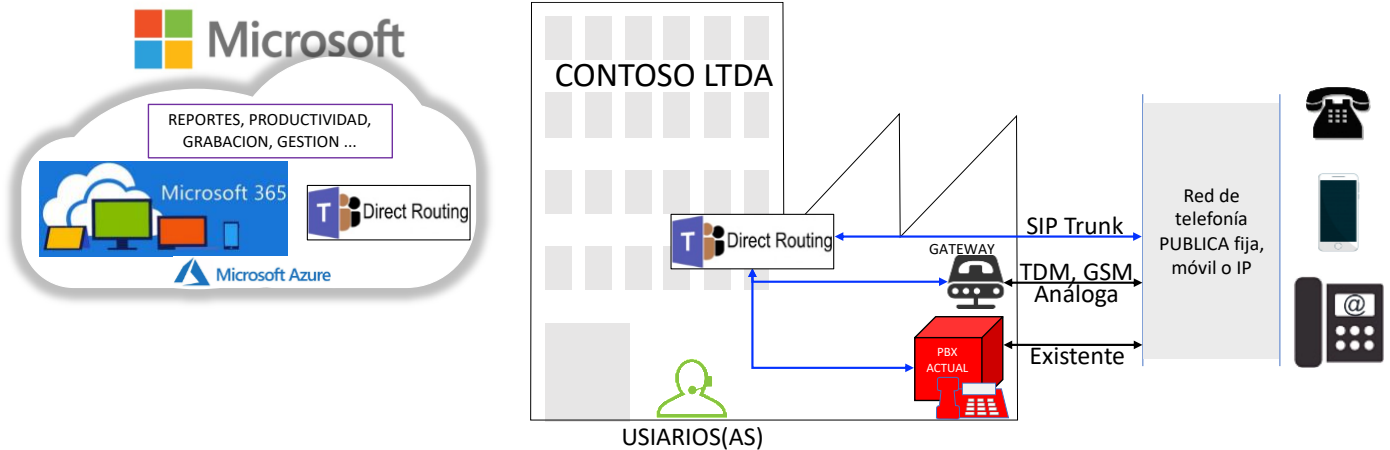 Microsoft
REPORTES, PRODUCTIVIDAD,
GRABACION, GESTION ...
Microsoft 365
T
Direct Routing
Microsoft Azure
CONTOSO LTDA
T
Direct Routing
GATEWAY
PBX
ACTUAL
USIARIOS(AS)
SIP Trunk
TDM, GSM
Análoga
Existente
Red de
telefonía
PUBLICA fija,
móvil o IP
@